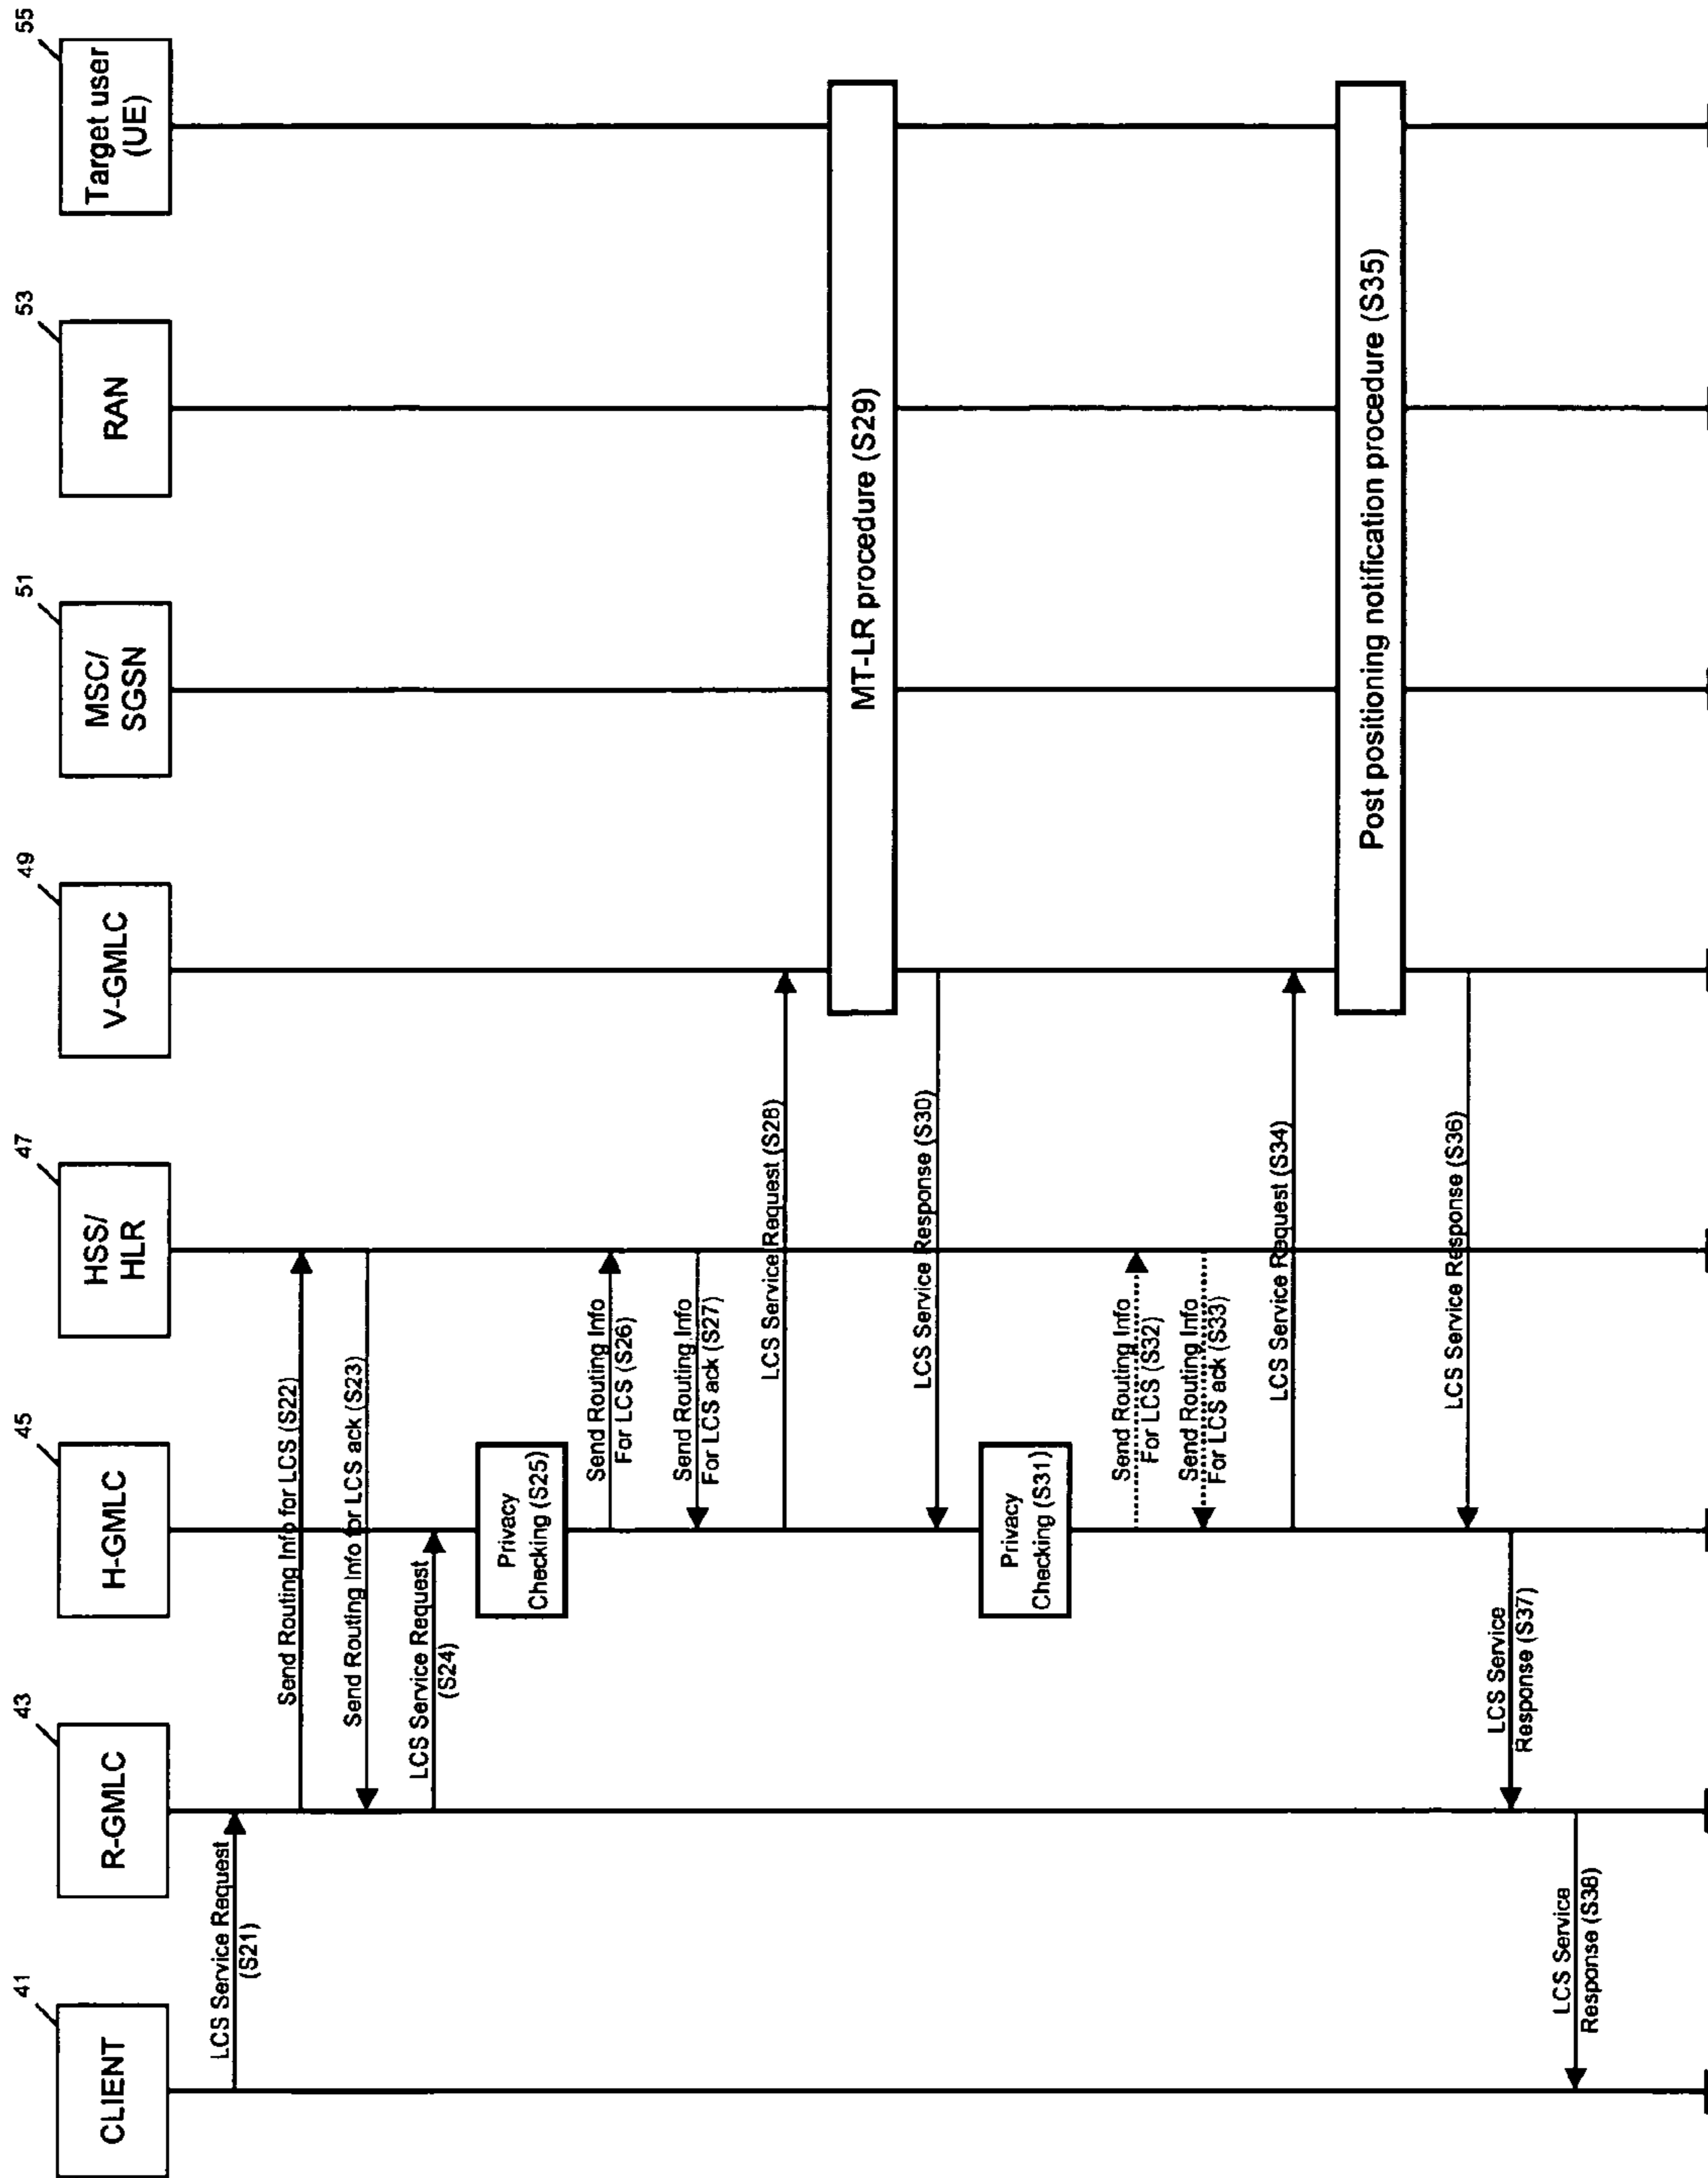 41
CLIENT
43
R-GMLC
45
H-GMLC
47
HSS/
HLR
49
V-GMLC
51
MSC/
SGSN
53
RAN
55
Target user
(UE)
LCS Service Request
(S21)
Send Routing Info for LCS (S22)
Send Routing Info for LCS ack (S23)
LCS Service Request
(S24)
Privacy
Checking (S25)
Send Routing Info
For LCS (S26)
Send Routing Info
For LCS ack (S27)
LCS Service Request (S28)
MT-LR procedure (S29)
LCS Service Response (S30)
Privacy
Checking (S31)
Send Routing Info
For LCS (S32)
Send Routing Info
For LCS ack (S33)
LCS Service Request (S34)
Post positioning notification procedure (S35)
LCS Service Response (S36)
LCS Service
Response (S37)
LCS Service
Response (S38)